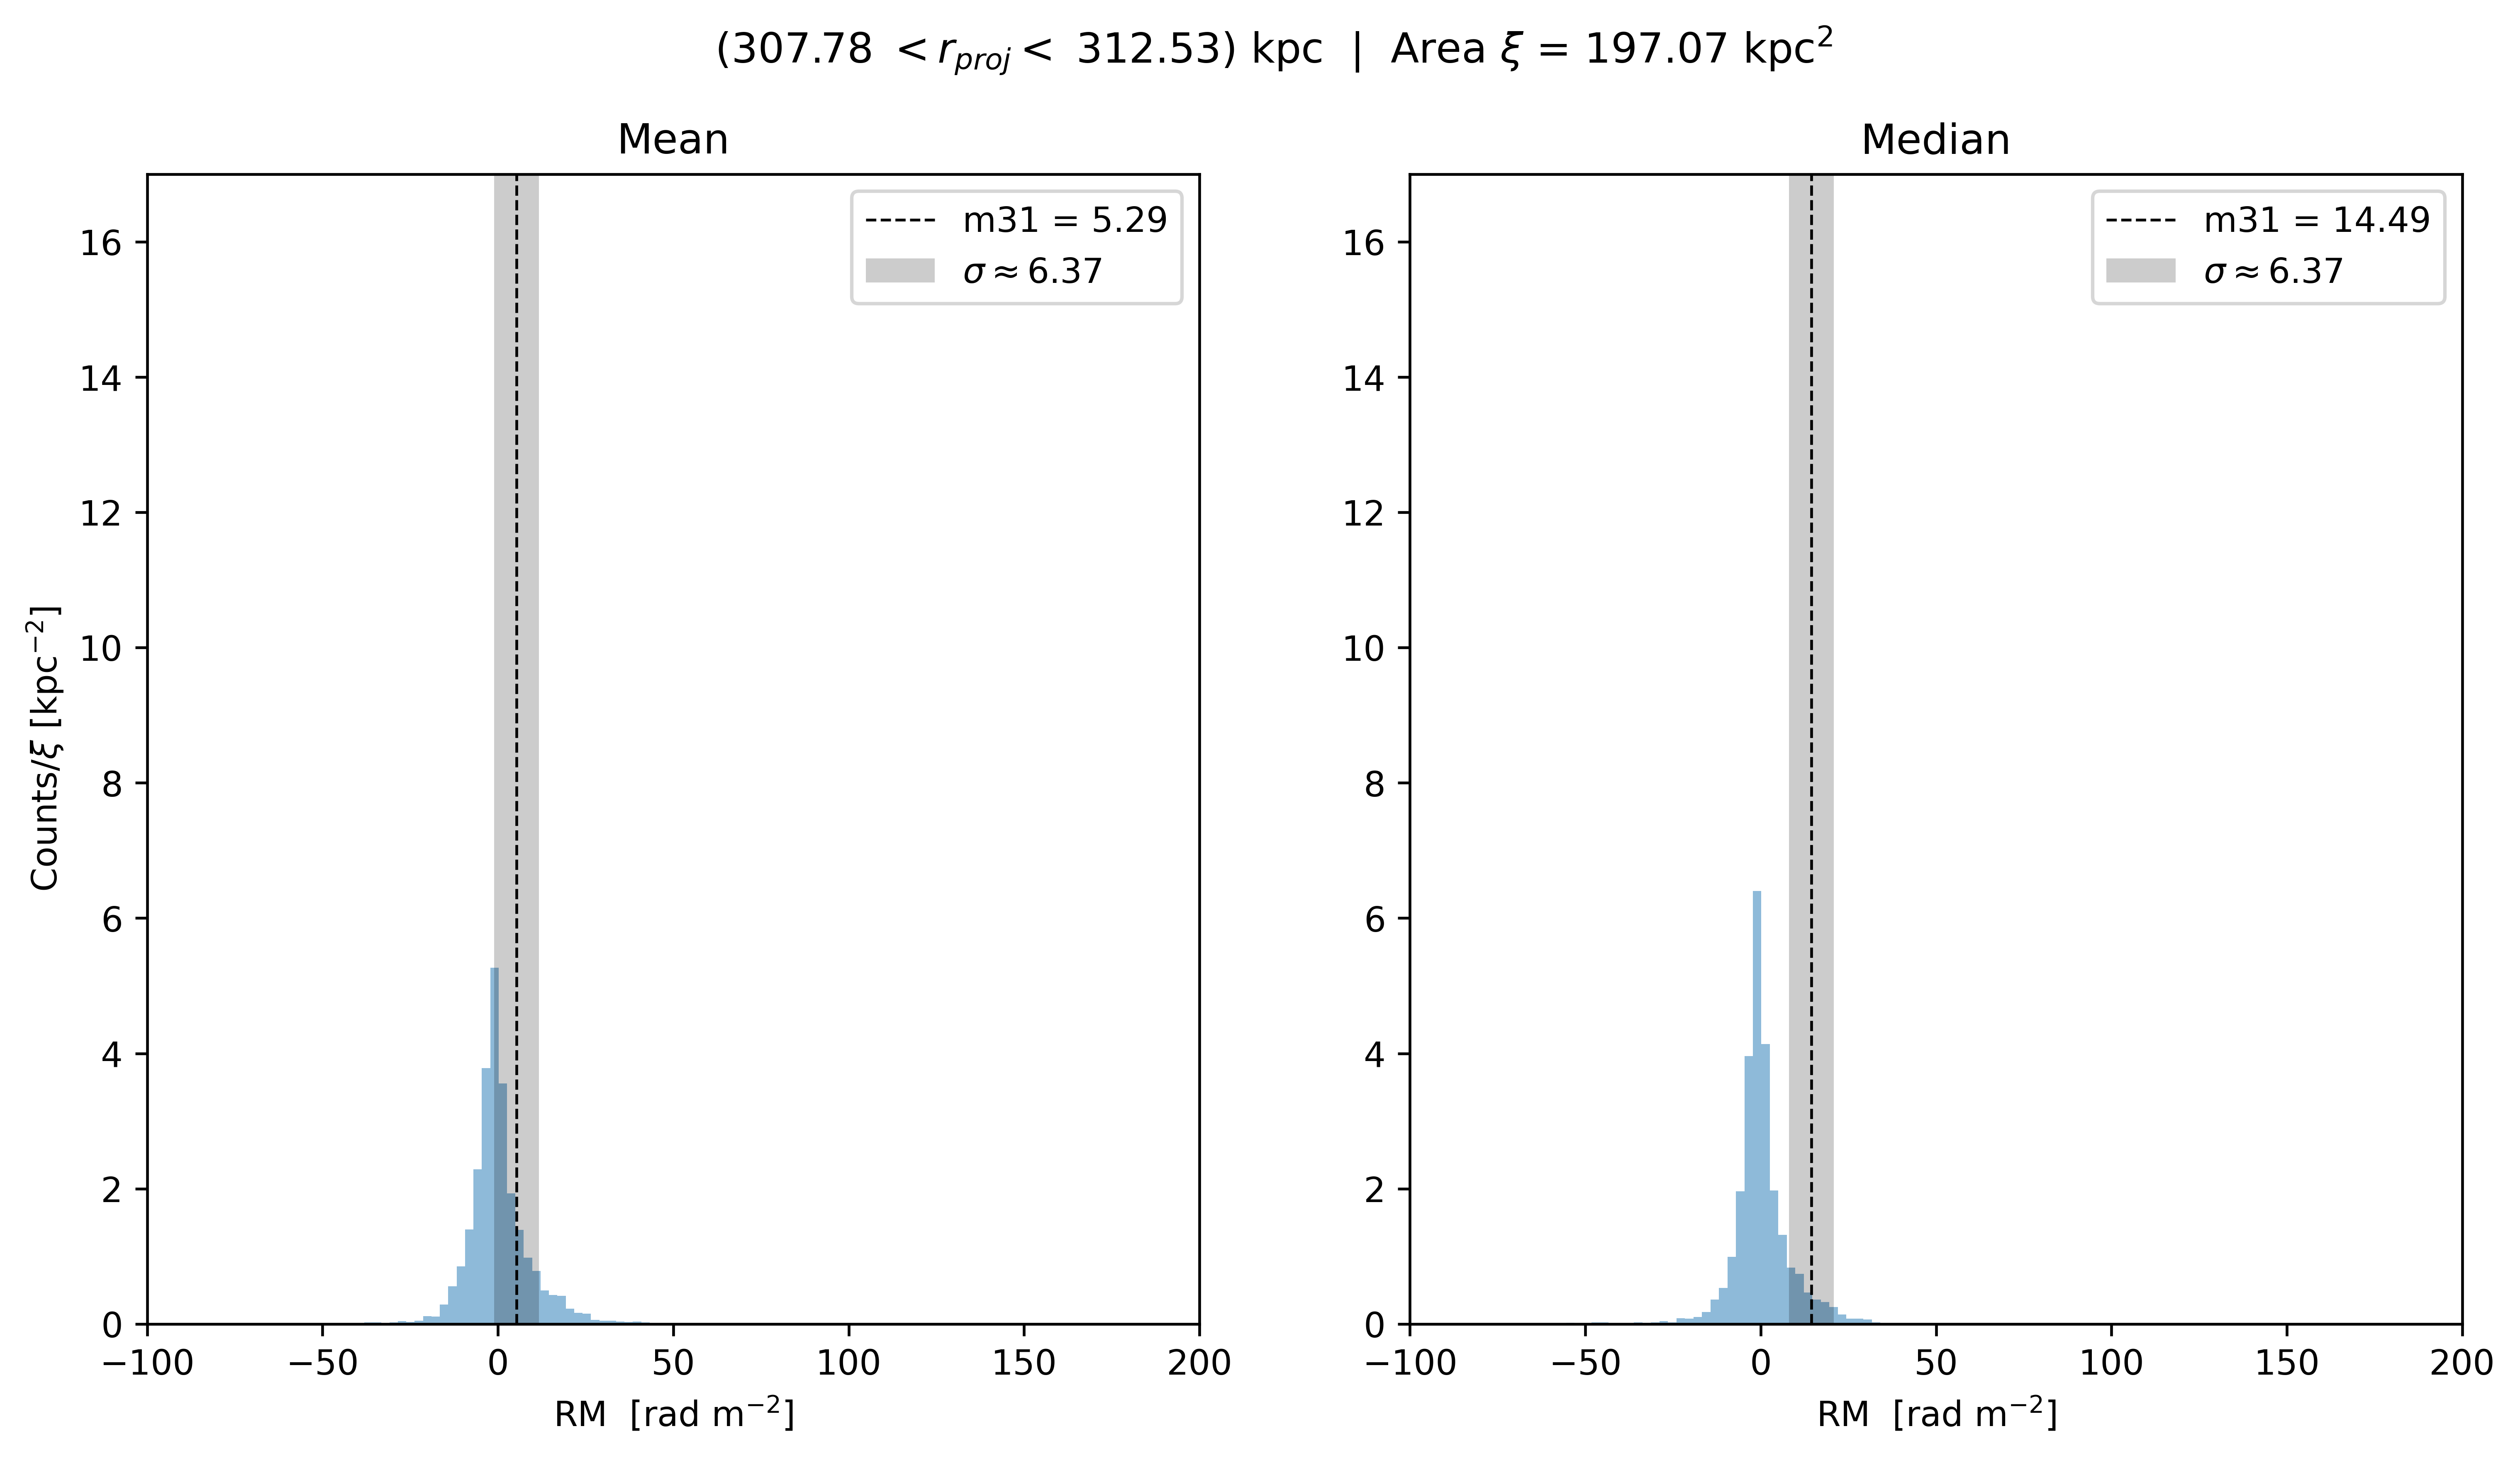 (307.78 < r_proj < 312.53) kpc | Area ξ = 197.07 kpc²
Mean
Median
m31 = 5.29
σ ≈ 6.37
m31 = 14.49
σ ≈ 6.37
Counts/ξ [kpc⁻²]
16
14
12
10
8
6
4
2
0
16
14
12
10
8
6
4
2
0
−100 −50 0 50 100 150 200
−100 −50 0 50 100 150 200
RM [rad m⁻²]
RM [rad m⁻²]